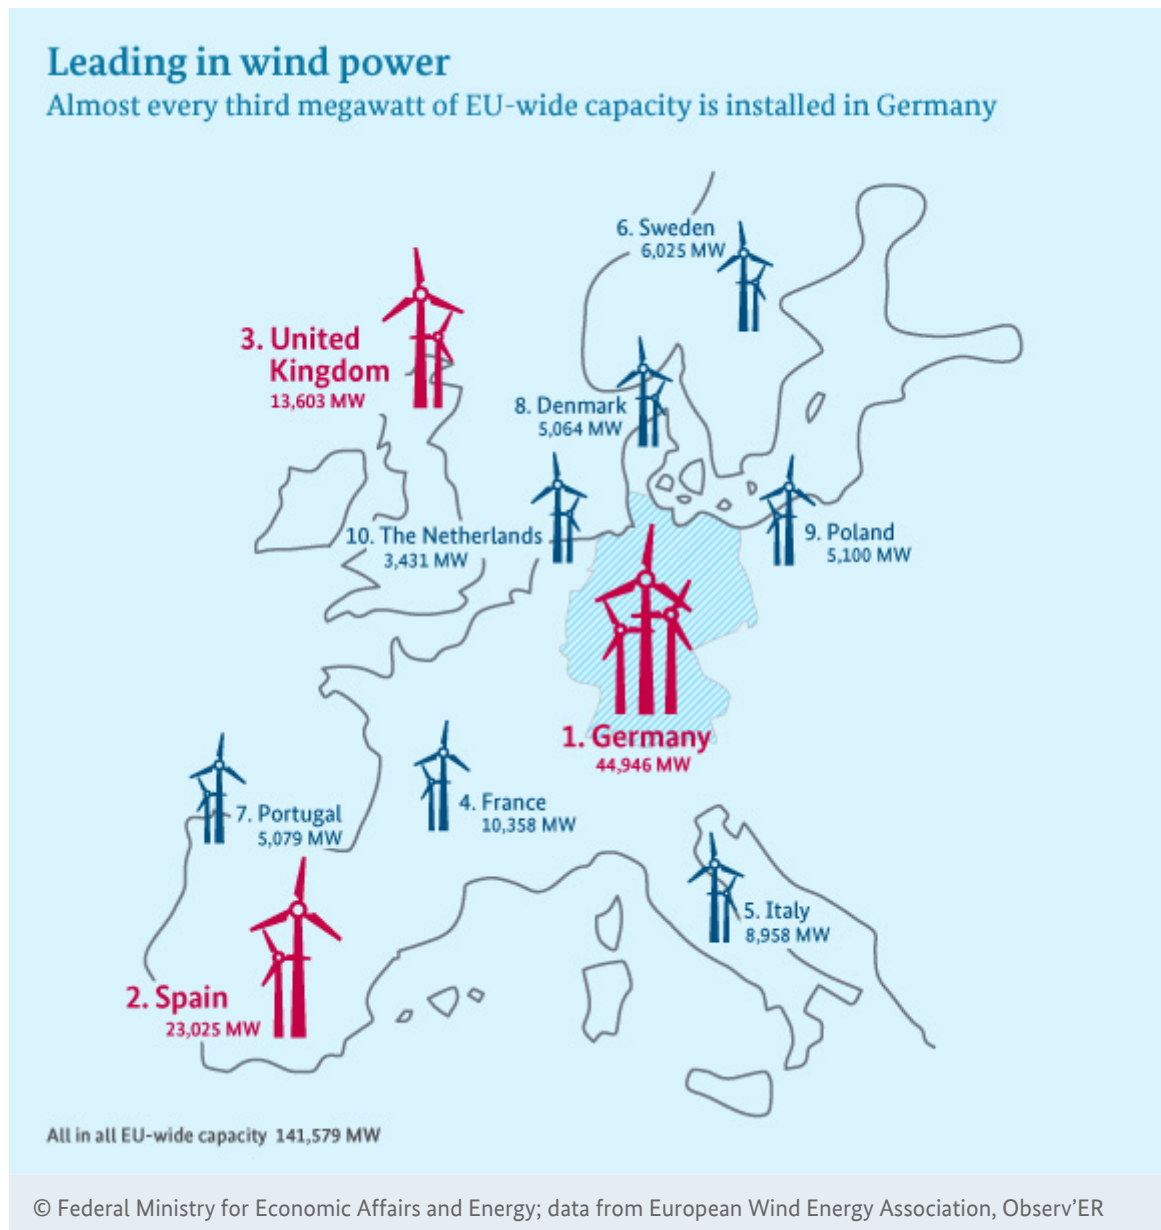 Leading in wind power
Almost every third megawatt of EU-wide capacity is installed in Germany
6. Sweden
6,025 MW
3. United
Kingdom
13,603 MW
8. Denmark
5,064 MW
10. The Netherlands
3,431 MW
9. Poland
5,100 MW
1. Germany
44,946 MW
7. Portugal
5,079 MW
4. France
10,358 MW
5. Italy
8,958 MW
2. Spain
23,025 MW
All in all EU-wide capacity 141,579 MW
© Federal Ministry for Economic Affairs and Energy; data from European Wind Energy Association, Observ’ER